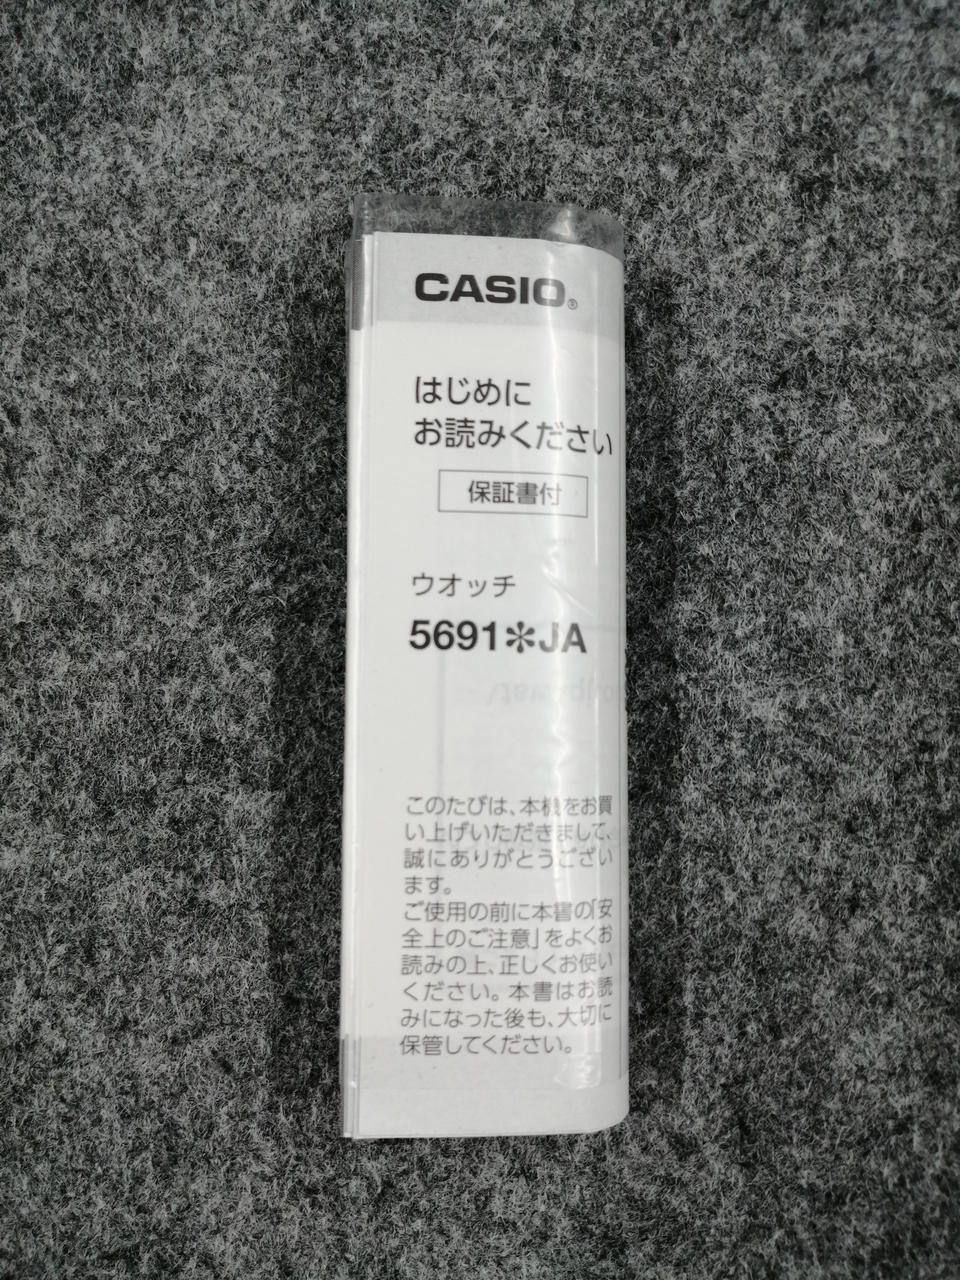 CASIO®
はじめに
お読みください
保証書付
ウオッチ
5691✻JA
このたびは、本機をお買
い上げいただきまして、
誠にありがとうござい
ます。
ご使用の前に本書の「安
全上のご注意」をよくお
読みの上、正しくお使い
ください。本書はお読
みになった後も、大切に
保管してください。